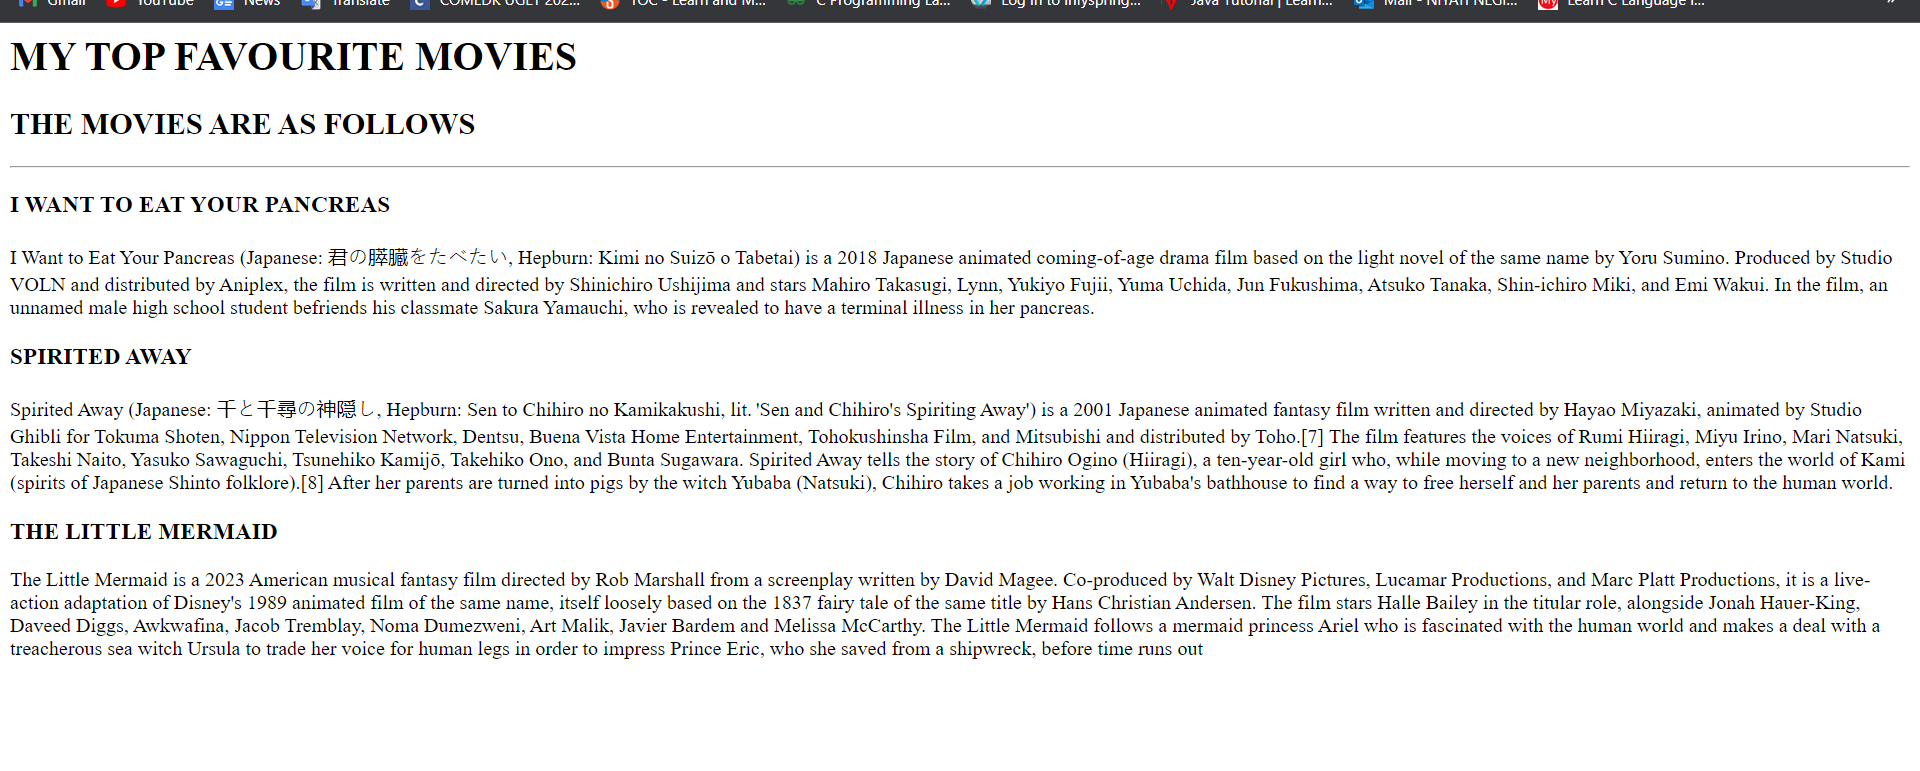 Gmail YouTube News Translate COMEDK UGET 202... TOC - Learn and M... C Programming La... Log in to Infyspring... Java Tutorial | Learn... Mail - NIYATI NEGI... Learn C Language T...
MY TOP FAVOURITE MOVIES
THE MOVIES ARE AS FOLLOWS
I WANT TO EAT YOUR PANCREAS
I Want to Eat Your Pancreas (Japanese: 君の膵臓をたべたい, Hepburn: Kimi no Suizō o Tabetai) is a 2018 Japanese animated coming-of-age drama film based on the light novel of the same name by Yoru Sumino. Produced by Studio
VOLN and distributed by Aniplex, the film is written and directed by Shinichiro Ushijima and stars Mahiro Takasugi, Lynn, Yukiyo Fujii, Yuma Uchida, Jun Fukushima, Atsuko Tanaka, Shin-ichiro Miki, and Emi Wakui. In the film, an
unnamed male high school student befriends his classmate Sakura Yamauchi, who is revealed to have a terminal illness in her pancreas.
SPIRITED AWAY
Spirited Away (Japanese: 千と千尋の神隠し, Hepburn: Sen to Chihiro no Kamikakushi, lit. 'Sen and Chihiro's Spiriting Away') is a 2001 Japanese animated fantasy film written and directed by Hayao Miyazaki, animated by Studio
Ghibli for Tokuma Shoten, Nippon Television Network, Dentsu, Buena Vista Home Entertainment, Tohokushinsha Film, and Mitsubishi and distributed by Toho.[7] The film features the voices of Rumi Hiiragi, Miyu Irino, Mari Natsuki,
Takeshi Naito, Yasuko Sawaguchi, Tsunehiko Kamijō, Takehiko Ono, and Bunta Sugawara. Spirited Away tells the story of Chihiro Ogino (Hiiragi), a ten-year-old girl who, while moving to a new neighborhood, enters the world of Kami
(spirits of Japanese Shinto folklore).[8] After her parents are turned into pigs by the witch Yubaba (Natsuki), Chihiro takes a job working in Yubaba's bathhouse to find a way to free herself and her parents and return to the human world.
THE LITTLE MERMAID
The Little Mermaid is a 2023 American musical fantasy film directed by Rob Marshall from a screenplay written by David Magee. Co-produced by Walt Disney Pictures, Lucamar Productions, and Marc Platt Productions, it is a live-
action adaptation of Disney's 1989 animated film of the same name, itself loosely based on the 1837 fairy tale of the same title by Hans Christian Andersen. The film stars Halle Bailey in the titular role, alongside Jonah Hauer-King,
Daveed Diggs, Awkwafina, Jacob Tremblay, Noma Dumezweni, Art Malik, Javier Bardem and Melissa McCarthy. The Little Mermaid follows a mermaid princess Ariel who is fascinated with the human world and makes a deal with a
treacherous sea witch Ursula to trade her voice for human legs in order to impress Prince Eric, who she saved from a shipwreck, before time runs out